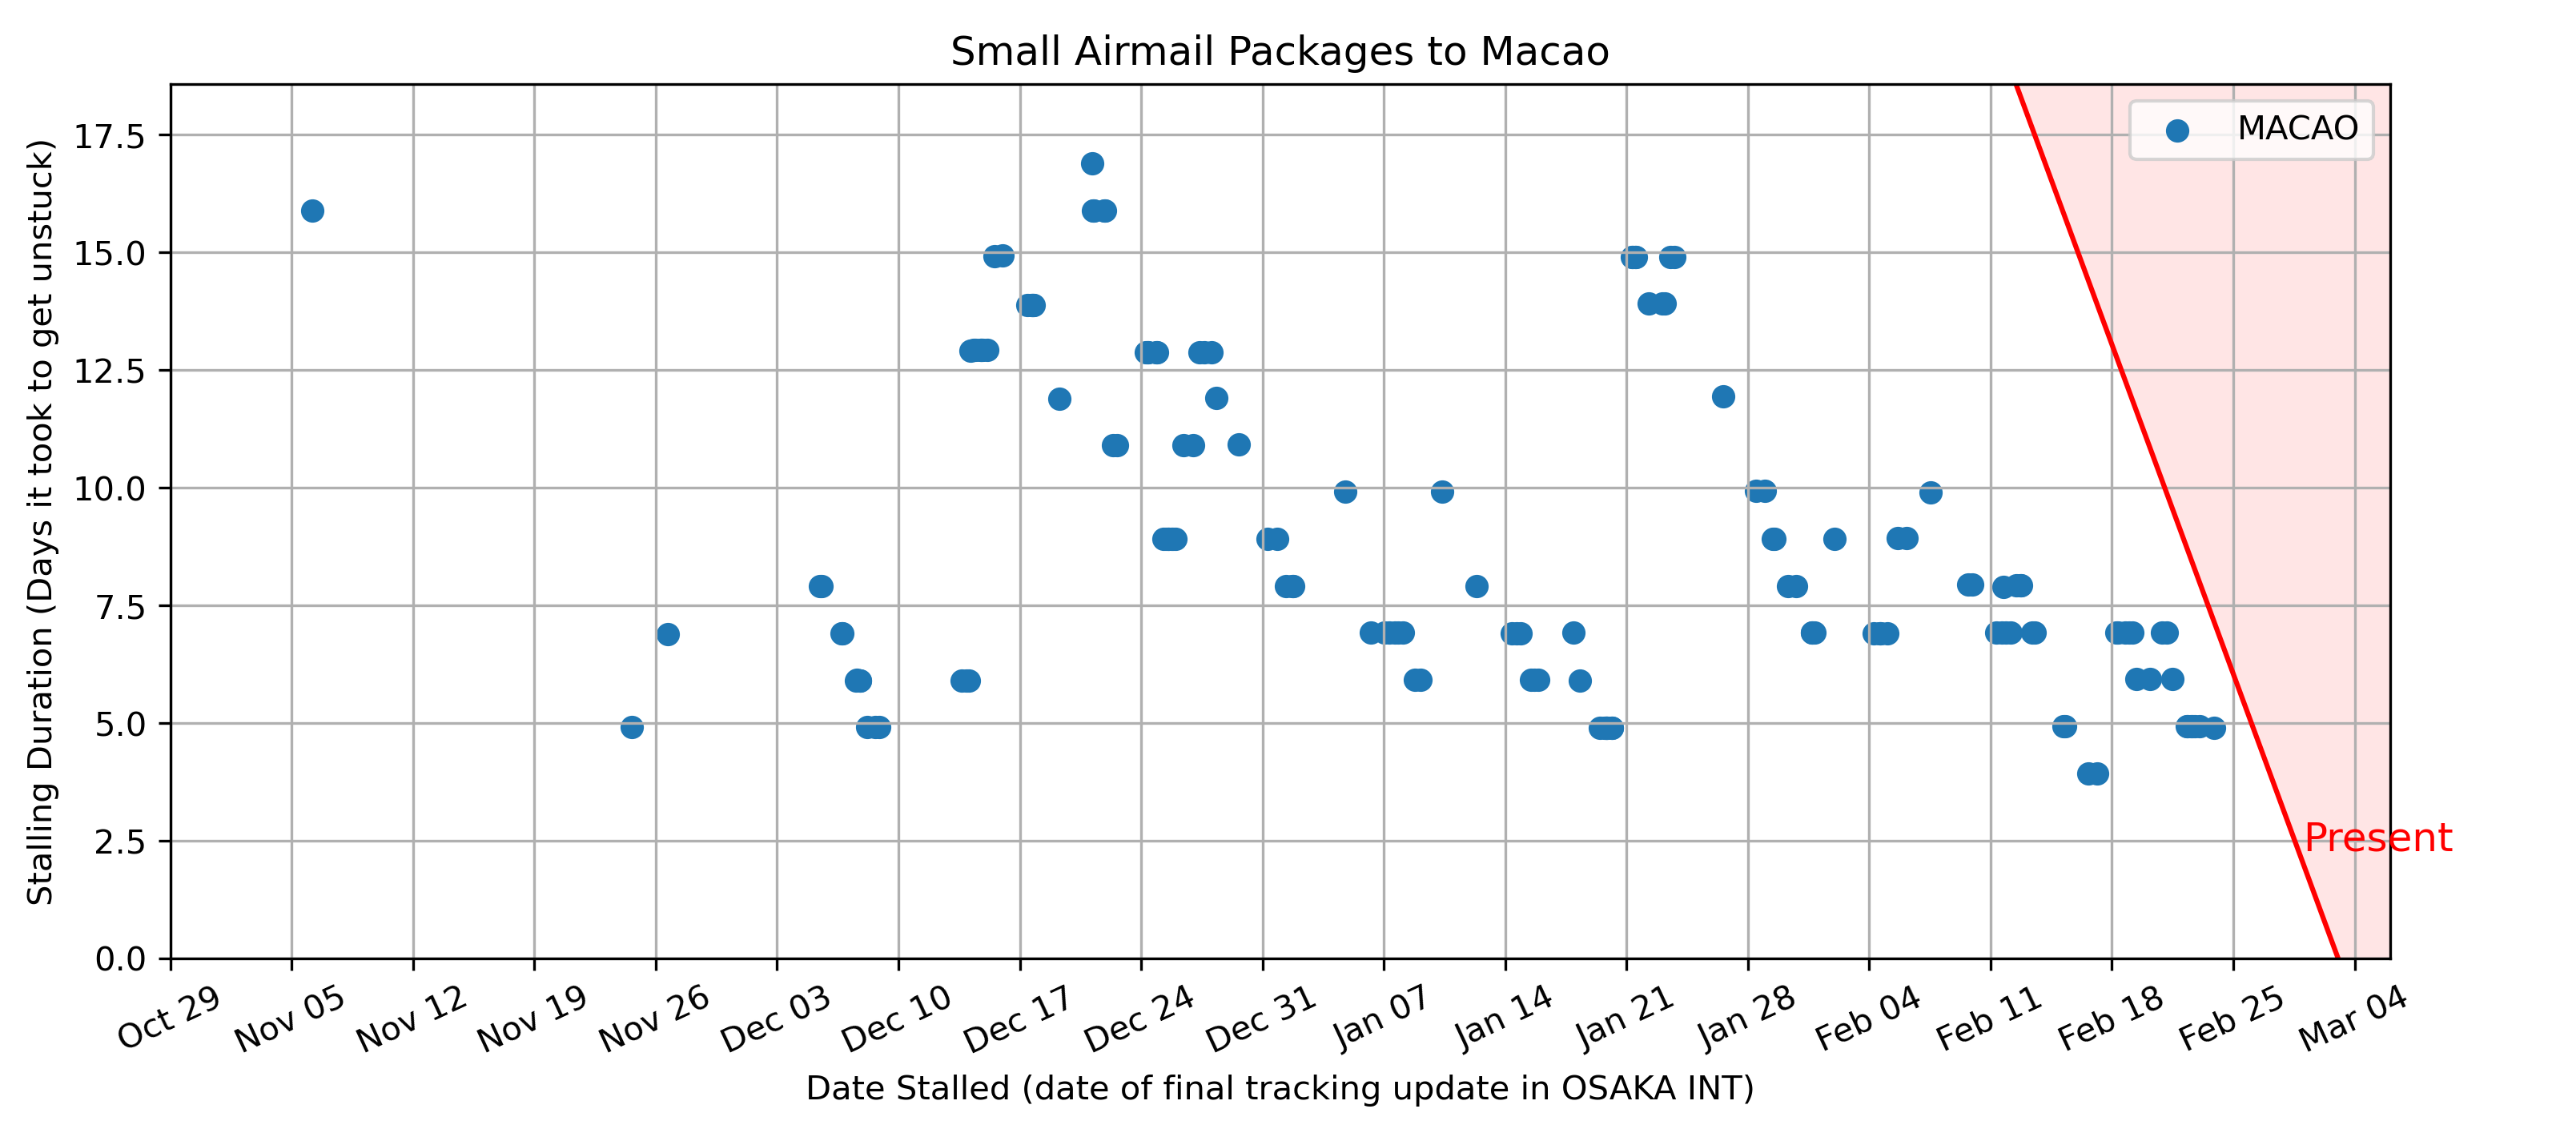 Small Airmail Packages to Macao
Stalling Duration (Days it took to get unstuck)
17.5
15.0
12.5
10.0
7.5
5.0
2.5
0.0
MACAO
Present
Oct 29
Nov 05
Nov 12
Nov 19
Nov 26
Dec 03
Dec 10
Dec 17
Dec 24
Dec 31
Jan 07
Jan 14
Jan 21
Jan 28
Feb 04
Feb 11
Feb 18
Feb 25
Mar 04
Date Stalled (date of final tracking update in OSAKA INT)